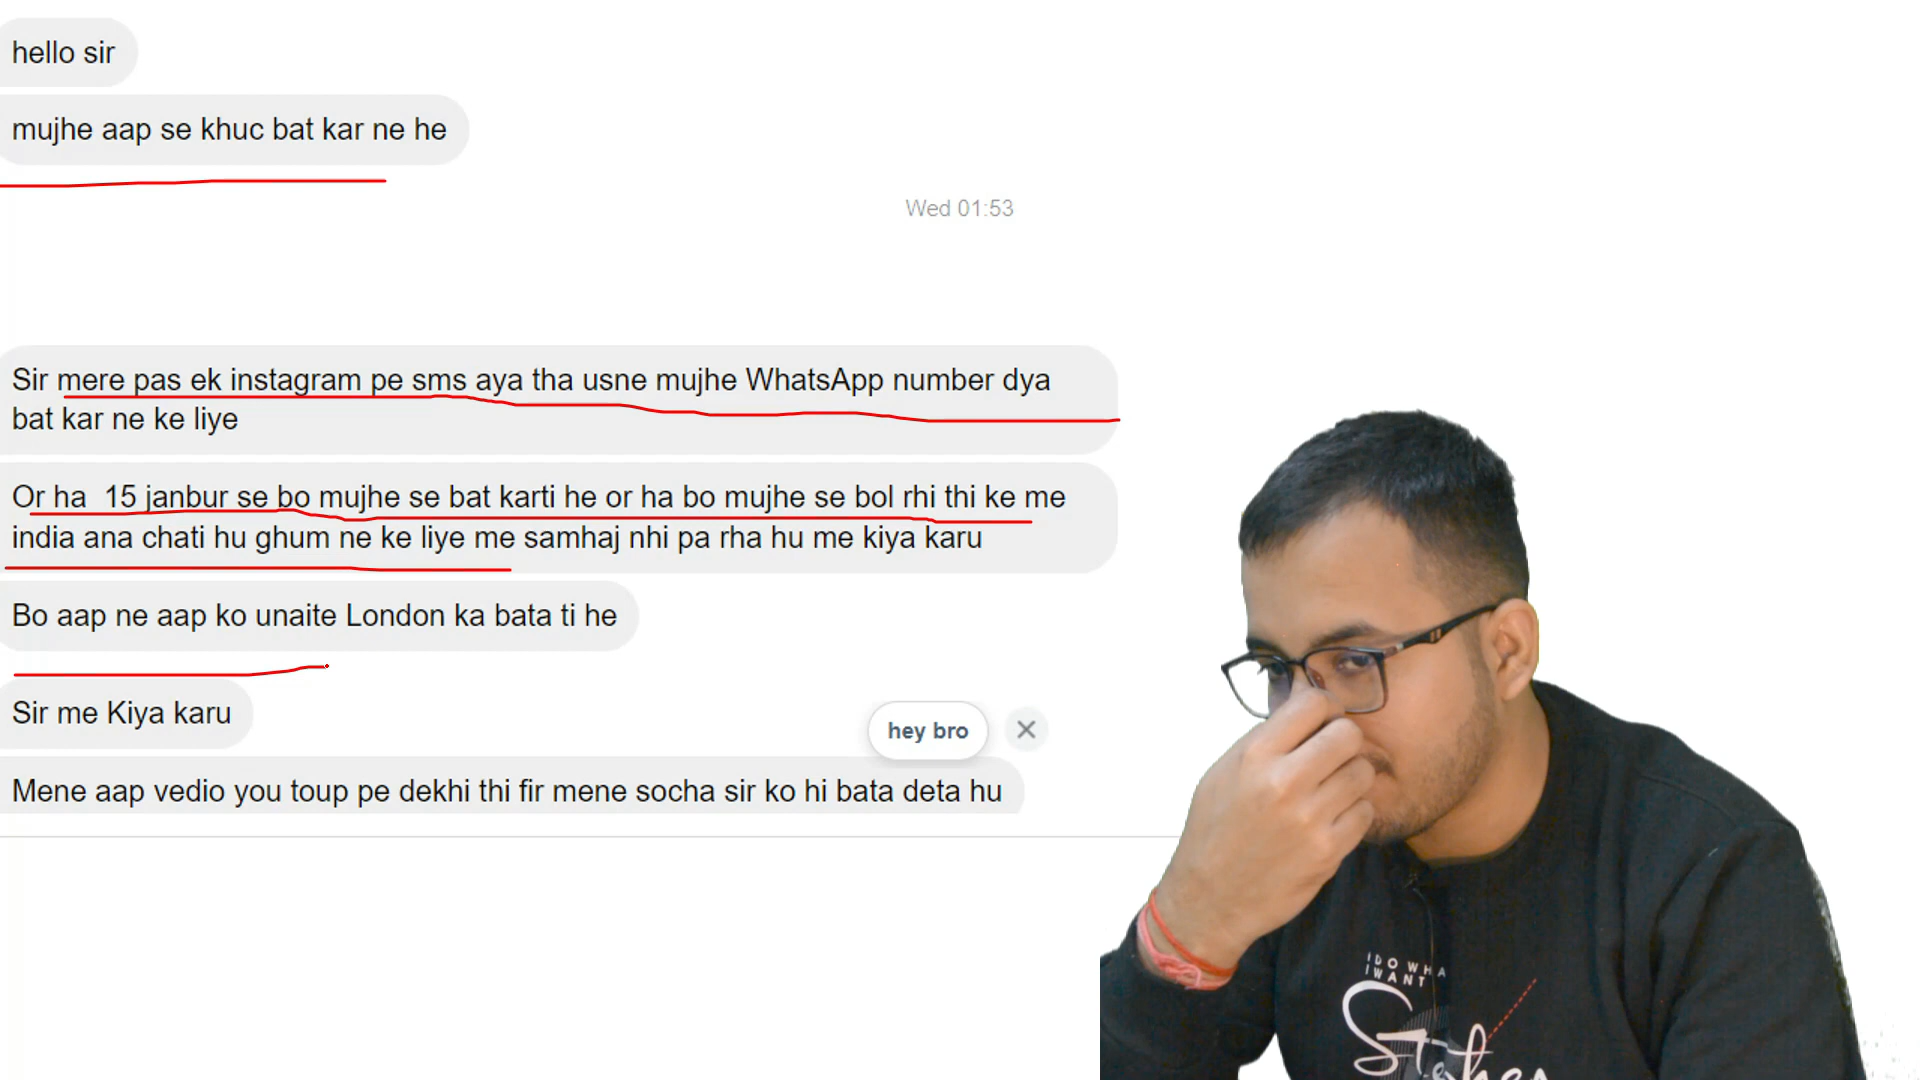 hello sir
mujhe aap se khuc bat kar ne he
Wed 01:53
Sir mere pas ek instagram pe sms aya tha usne mujhe WhatsApp number dya
bat kar ne ke liye
Or ha 15 janbur se bo mujhe se bat karti he or ha bo mujhe se bol rhi thi ke me
india ana chati hu ghum ne ke liye me samhaj nhi pa rha hu me kiya karu
Bo aap ne aap ko unaite London ka bata ti he
Sir me Kiya karu
hey bro
Mene aap vedio you toup pe dekhi thi fir mene socha sir ko hi bata deta hu
I DO WHA
I WANT